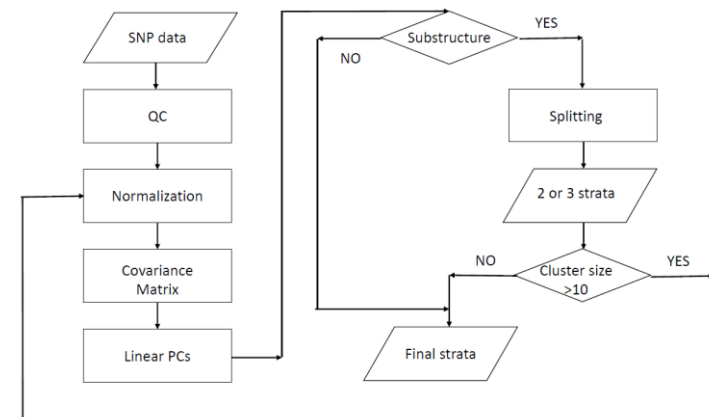 SNP data
QC
Normalization
Covariance
Matrix
Linear PCs
Substructure
YES
NO
Splitting
2 or 3 strata
Cluster size
>10
NO
YES
Final strata